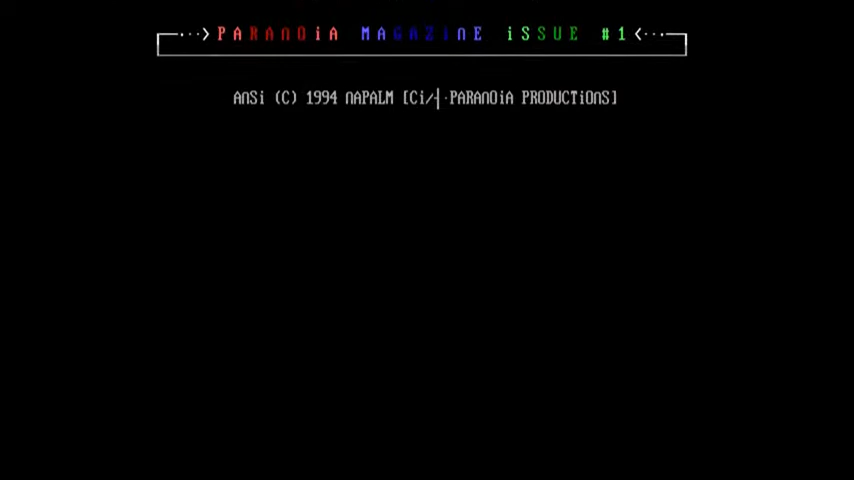 PARANOiA MAGAZiNE iSSUE #1
ANSi (C) 1994 NAPALM [Ci/┤·PARANOiA PRODUCTiONS]